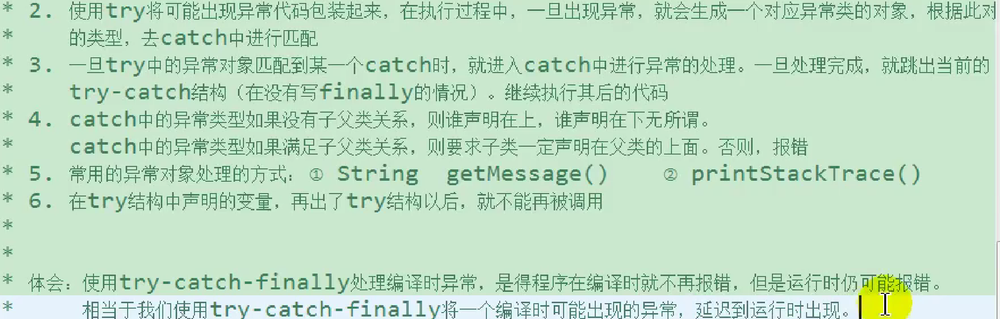 * 2. 使用try将可能出现异常代码包装起来，在执行过程中，一旦出现异常，就会生成一个对应异常类的对象，根据此对
* 的类型，去catch中进行匹配
* 3. 一旦try中的异常对象匹配到某一个catch时，就进入catch中进行异常的处理。一旦处理完成，就跳出当前的
* try-catch结构（在没有写finally的情况）。继续执行其后的代码
* 4. catch中的异常类型如果没有子父类关系，则谁声明在上，谁声明在下无所谓。
* catch中的异常类型如果满足子父类关系，则要求子类一定声明在父类的上面。否则，报错
* 5. 常用的异常对象处理的方式：① String getMessage() ② printStackTrace()
* 6. 在try结构中声明的变量，再出了try结构以后，就不能再被调用
*
*
* 体会：使用try-catch-finally处理编译时异常，是得程序在编译时就不再报错，但是运行时仍可能报错。
* 相当于我们使用try-catch-finally将一个编译时可能出现的异常，延迟到运行时出现。